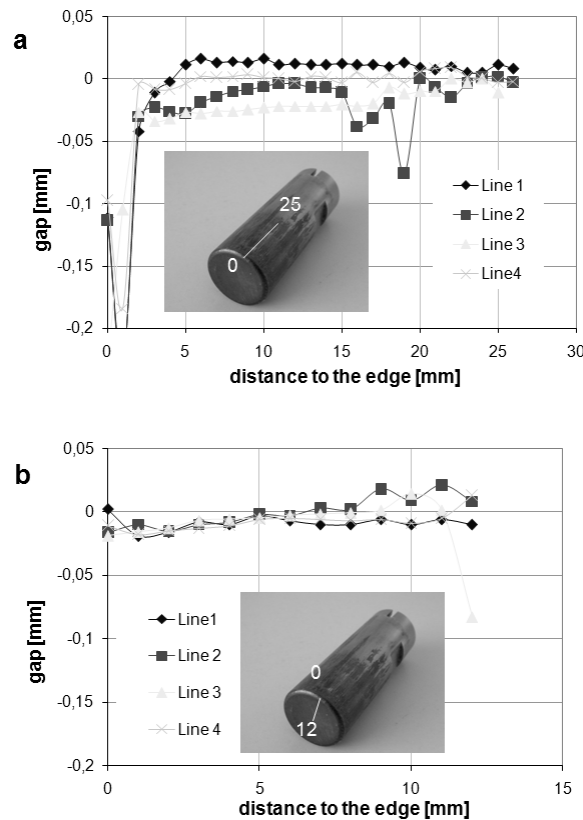 a
0,05
0
-0,05
-0,1
-0,15
-0,2
gap [mm]
0
25
Line 1
Line 2
Line 3
Line4
0
5
10
15
20
25
30
distance to the edge [mm]
b
0,05
0
-0,05
-0,1
-0,15
-0,2
gap [mm]
Line1
Line 2
Line 3
Line 4
0
12
0
5
10
15
distance to the edge [mm]